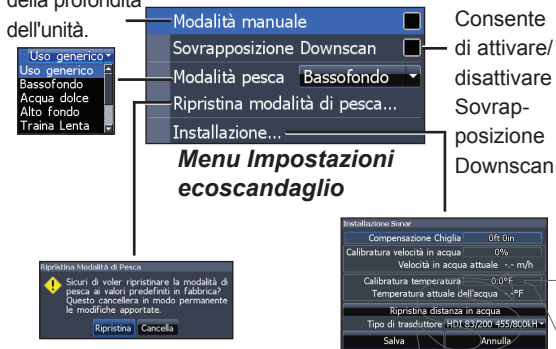 della profondità
dell'unità.
Modalità manuale
Sovrapposizione Downscan
Modalità pesca Bassofondo
Ripristina modalità di pesca...
Installazione...
Consente
di attivare/
disattivare
Sovrap-
posizione
Downscan
Uso generico
Uso generico
Bassofondo
Acqua dolce
Alto fondo
Traina Lenta
Menu Impostazioni
ecoscandaglio
Ripristina Modalità di Pesca
Sicuri di voler ripristinare la modalità di
pesca ai valori predefiniti in fabbrica?
Questo cancellerà in modo permanente
le modifiche apportate.
Ripristina Cancella
Installazione Sonar
Compensazione Chiglia 0ft 0in
Calibratura velocità in acqua 0%
Velocità in acqua attuale -.- m/h
Calibratura temperatura 0.0°F
Temperatura attuale dell'acqua -.-°F
Ripristina distanza in acqua
Tipo di trasduttore HDI 83/200 455/800kH
Salva Annulla